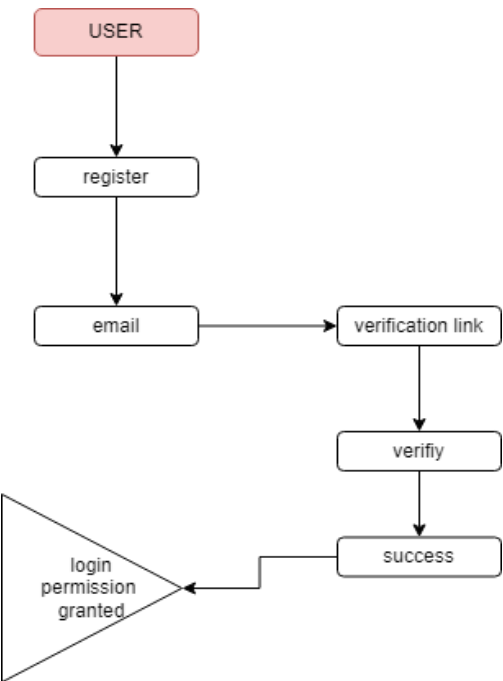 USER
register
email
verification link
verifiy
success
login
permission
granted